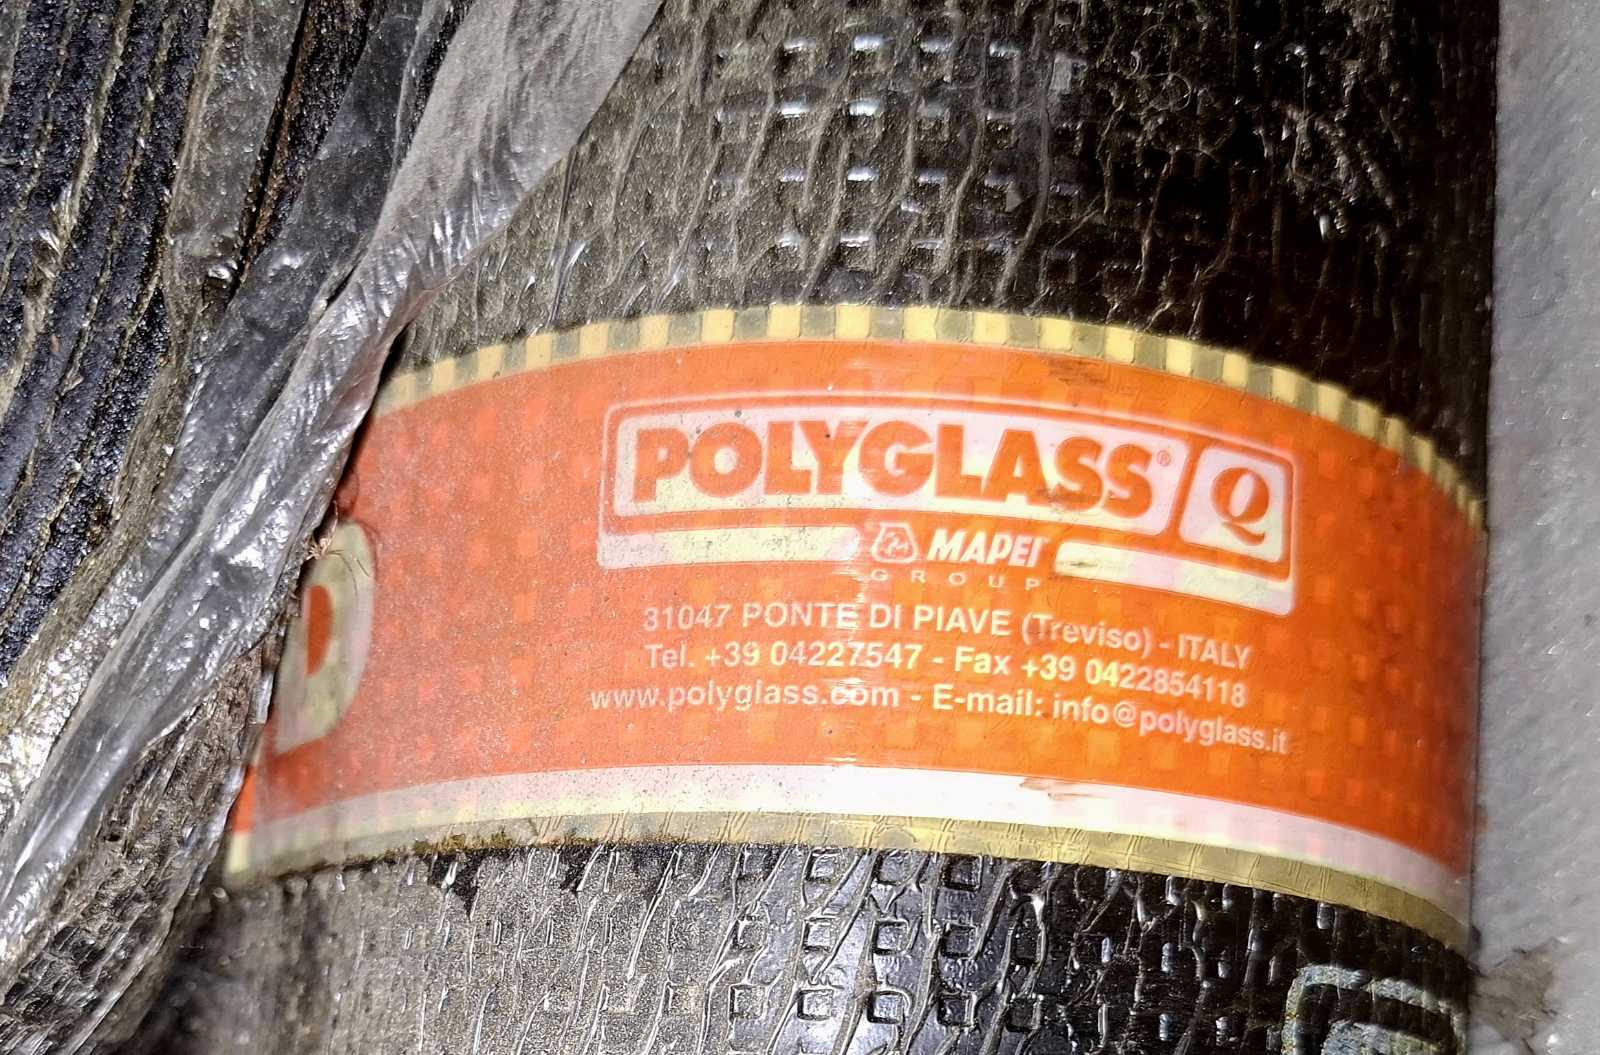 POLYGLASS® Q
MAPEI
GROUP
31047 PONTE DI PIAVE (Treviso) - ITALY
Tel. +39 04227547 - Fax +39 0422854118
www.polyglass.com - E-mail: info@polyglass.it
D